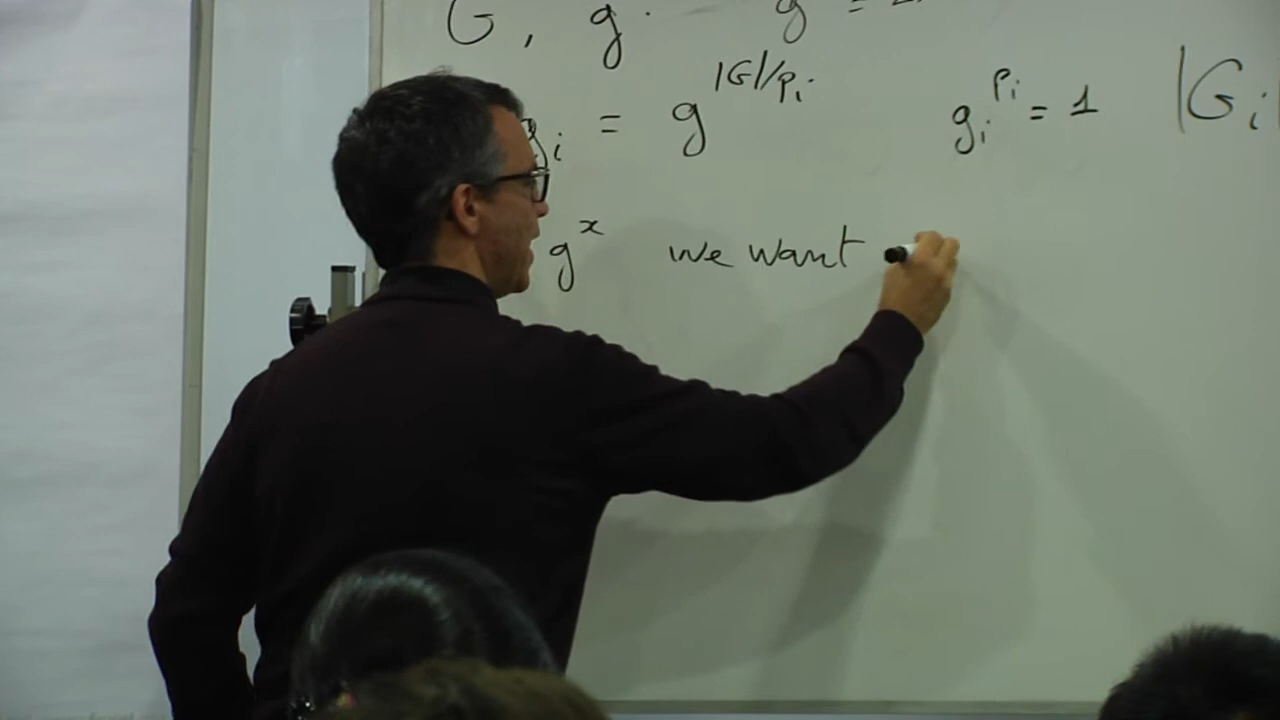 G, g. g =
g_i = g^{|G|/p_i} g_i^{p_i} = 1 |G_i
g^x we want